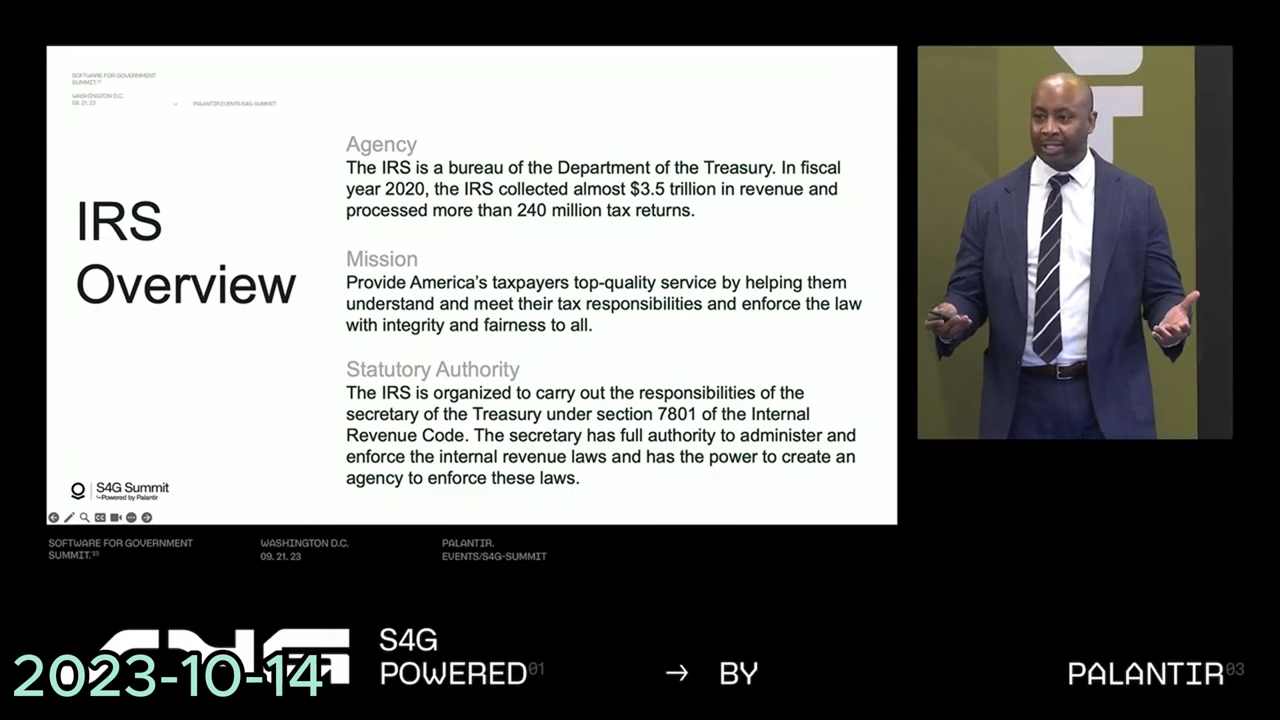 SOFTWARE FOR GOVERNMENT
SUMMIT.™
WASHINGTON D.C.
09. 21. 23 → PALANTIR.EVENTS/S4G-SUMMIT
IRS
Overview
Agency
The IRS is a bureau of the Department of the Treasury. In fiscal
year 2020, the IRS collected almost $3.5 trillion in revenue and
processed more than 240 million tax returns.
Mission
Provide America's taxpayers top-quality service by helping them
understand and meet their tax responsibilities and enforce the law
with integrity and fairness to all.
Statutory Authority
The IRS is organized to carry out the responsibilities of the
secretary of the Treasury under section 7801 of the Internal
Revenue Code. The secretary has full authority to administer and
enforce the internal revenue laws and has the power to create an
agency to enforce these laws.
S4G Summit
Powered by Palantir
SOFTWARE FOR GOVERNMENT
SUMMIT.'23
WASHINGTON D.C.
09. 21. 23
PALANTIR.
EVENTS/S4G-SUMMIT
S4G
POWERED 01 → BY PALANTIR 03
2023-10-14